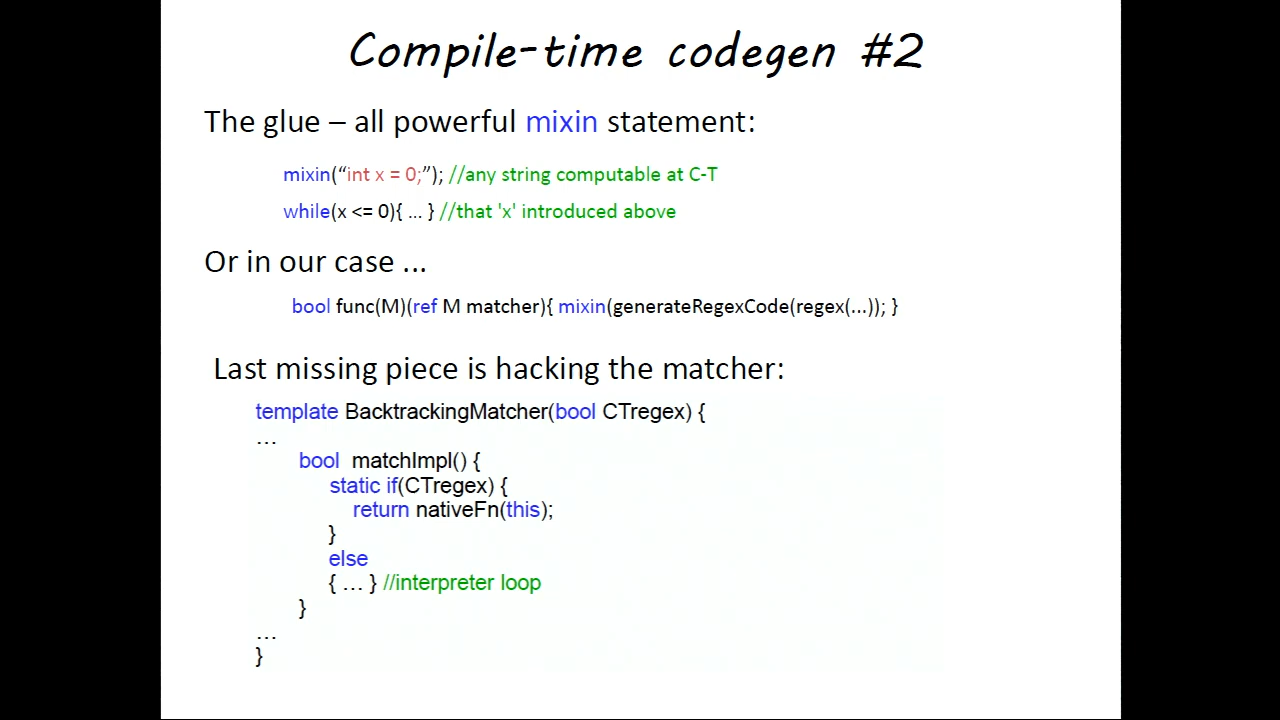 Compile-time codegen #2
The glue – all powerful mixin statement:
mixin(“int x = 0;”); //any string computable at C-T
while(x <= 0){ ... } //that 'x' introduced above
Or in our case ...
bool func(M)(ref M matcher){ mixin(generateRegexCode(regex(...)); }
Last missing piece is hacking the matcher:
template BacktrackingMatcher(bool CTregex) {
...
bool matchImpl() {
static if(CTregex) {
return nativeFn(this);
}
else
{ ... } //interpreter loop
}
...
}